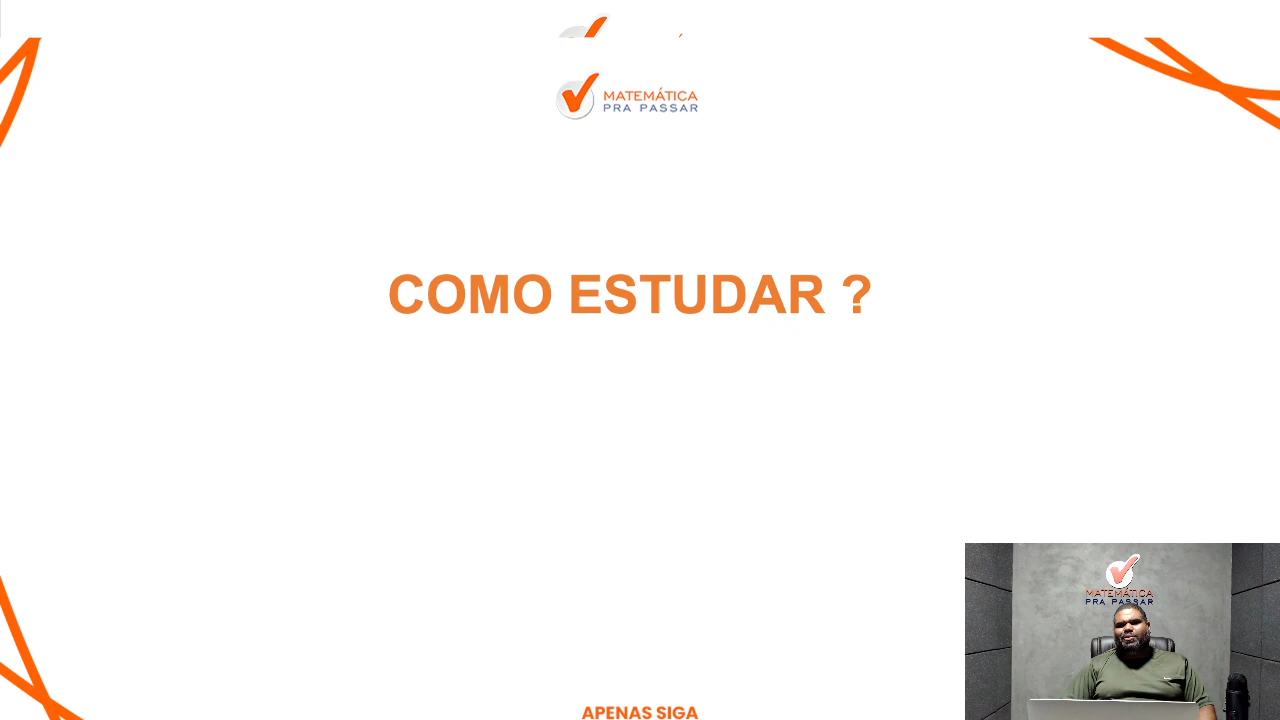 MATEMÁTICA
PRA PASSAR
COMO ESTUDAR ?
MATEMÁTICA
PRA PASSAR
APENAS SIGA